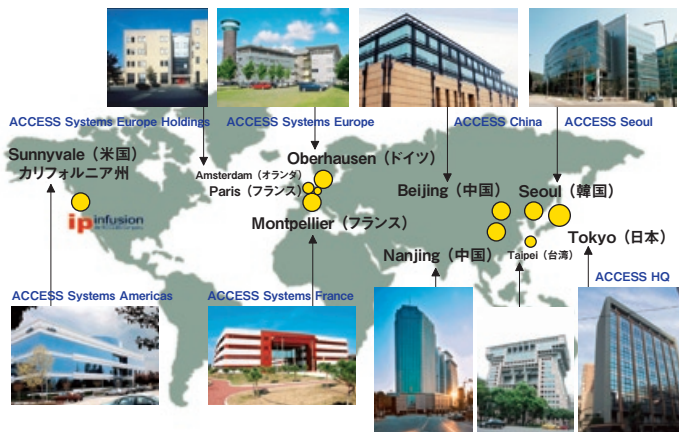 ACCESS Systems Europe Holdings
ACCESS Systems Europe
ACCESS China
ACCESS Seoul
Sunnyvale（米国）
カリフォルニア州
Amsterdam（オランダ）
Oberhausen（ドイツ）
Paris（フランス）
Beijing（中国）
Seoul（韓国）
ip infusion
Montpellier（フランス）
Nanjing（中国）
Taipei（台湾）
Tokyo（日本）
ACCESS HQ
ACCESS Systems Americas
ACCESS Systems France